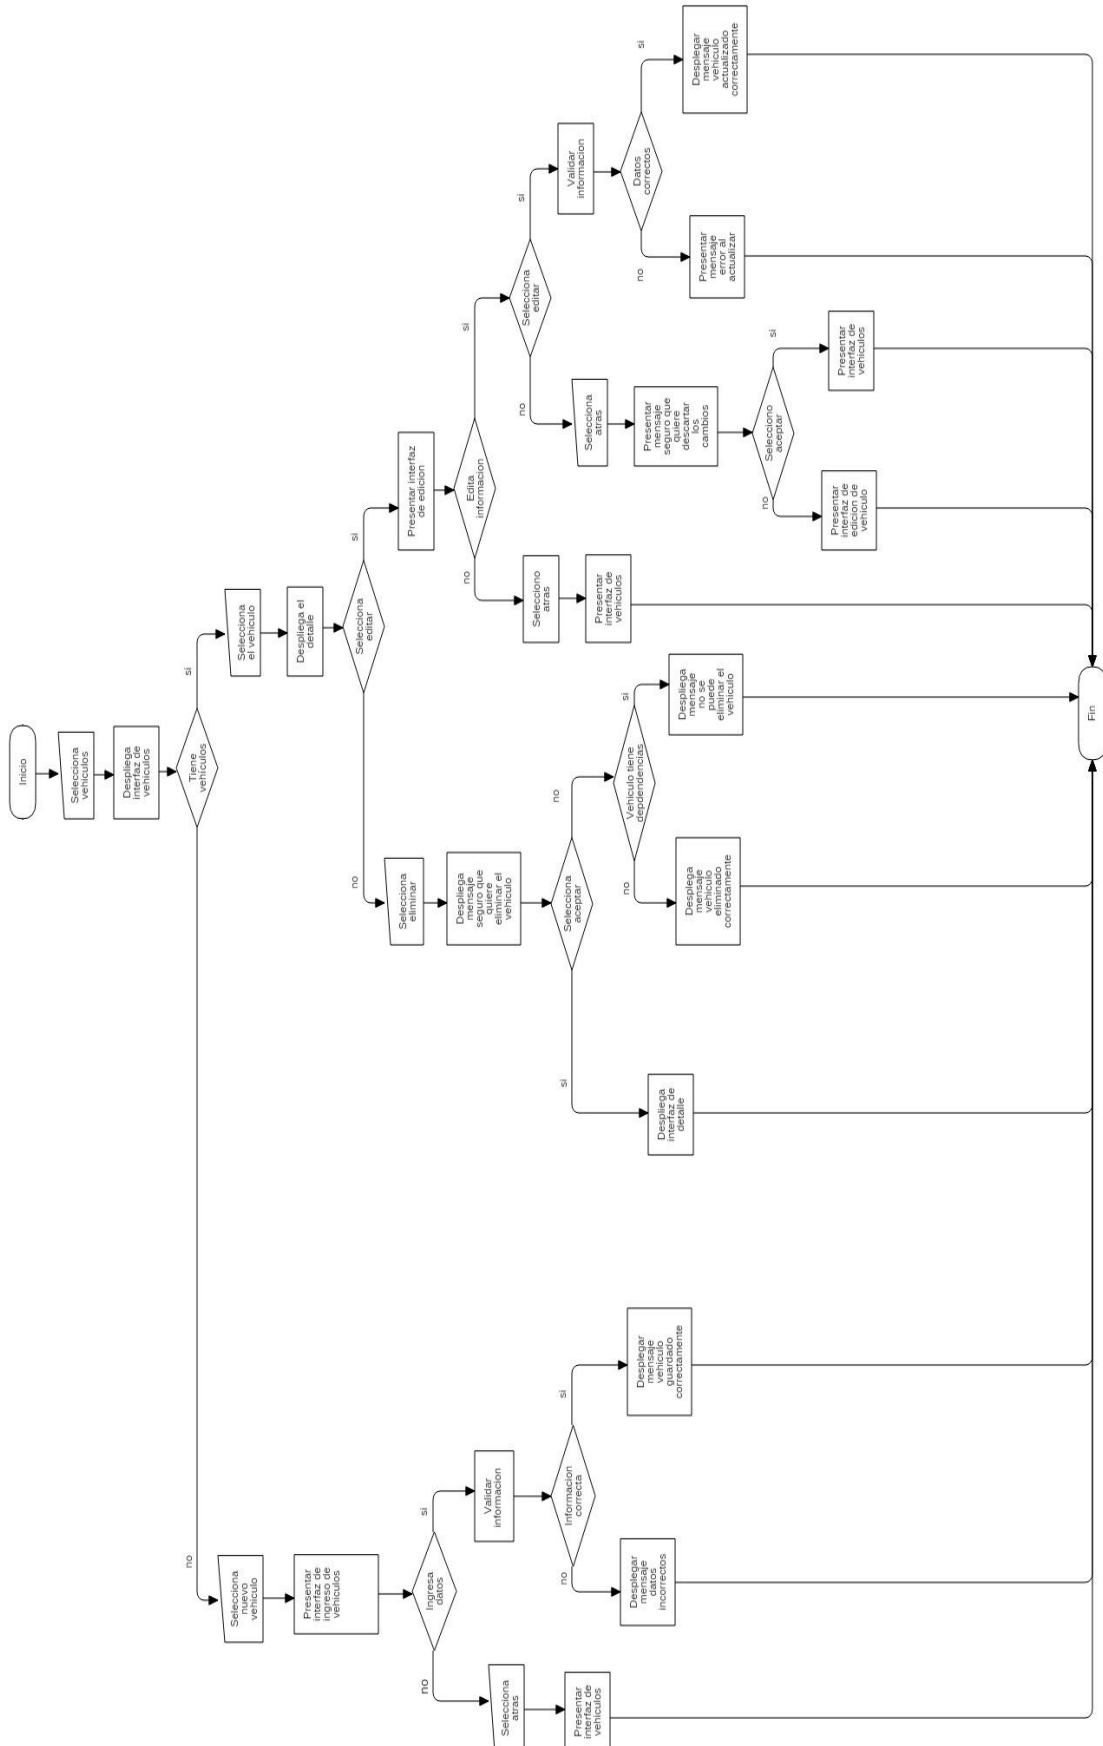 Inicio
Selecciona
vehiculos
Despliega
interfaz de
vehiculos
Tiene
vehículos
no
si
Selecciona
nuevo
vehiculo
Presentar
interfaz de
ingreso de
vehiculos
Ingresa
datos
no
si
Selecciona
atras
Presentar
interfaz de
vehiculos
Validar
informacion
Informacion
correcta
no
si
Desplegar
mensaje
datos
incorrectos
Desplegar
mensaje
vehiculo
guardado
correctamente
Selecciona
el vehiculo
Despliega el
detalle
Selecciona
editar
no
si
Selecciona
eliminar
Despliega
mensaje
seguro que
quiere
eliminar el
vehiculo
Selecciona
aceptar
si
no
Despliega
interfaz de
detalle
Vehiculo tiene
depdendencias
no
si
Desplega
mensaje
vehiculo
eliminado
correctamente
Despliega
mensaje
no se
puede
eliminar el
vehiculo
Presentar interfaz
de edicion
Edita
informacion
no
si
Selecciono
atras
Presentar
interfaz de
vehiculos
Selecciona
editar
no
si
Selecciona
atras
Presentar
mensaje
seguro que
quiere
descartar
los
cambios
Selecciono
aceptar
no
si
Presentar
interfaz de
edicion de
vehiculo
Presentar
interfaz de
vehiculos
Validar
informacion
Datos
correctos
no
si
Presentar
mensaje
error al
actualizar
Desplegar
mensaje
vehiculo
actualizado
correctamente
Fin